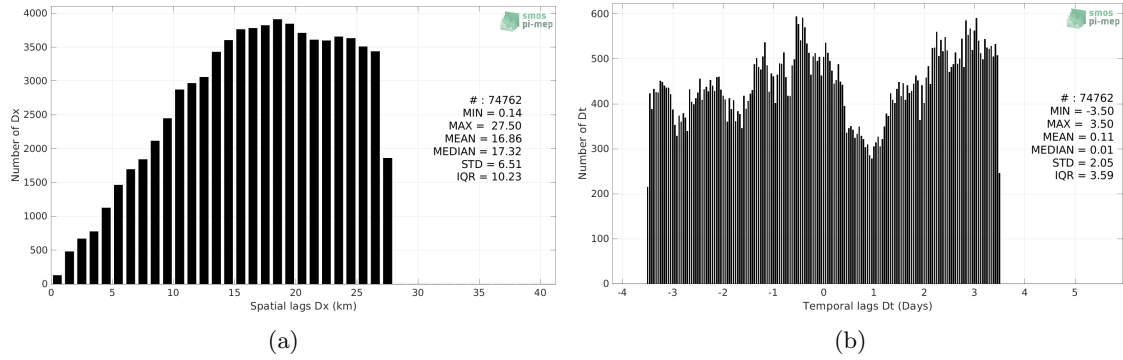 4000
3500
3000
2500
2000
1500
1000
500
0
Number of Dx
0 5 10 15 20 25 30 35 40
Spatial lags Dx (km)
smos
pi-mep
# : 74762
MIN = 0.14
MAX = 27.50
MEAN = 16.86
MEDIAN = 17.32
STD = 6.51
IQR = 10.23
(a)
600
500
400
300
200
100
0
Number of Dt
-4 -3 -2 -1 0 1 2 3 4 5
Temporal lags Dt (Days)
smos
pi-mep
# : 74762
MIN = -3.50
MAX = 3.50
MEAN = 0.11
MEDIAN = 0.01
STD = 2.05
IQR = 3.59
(b)